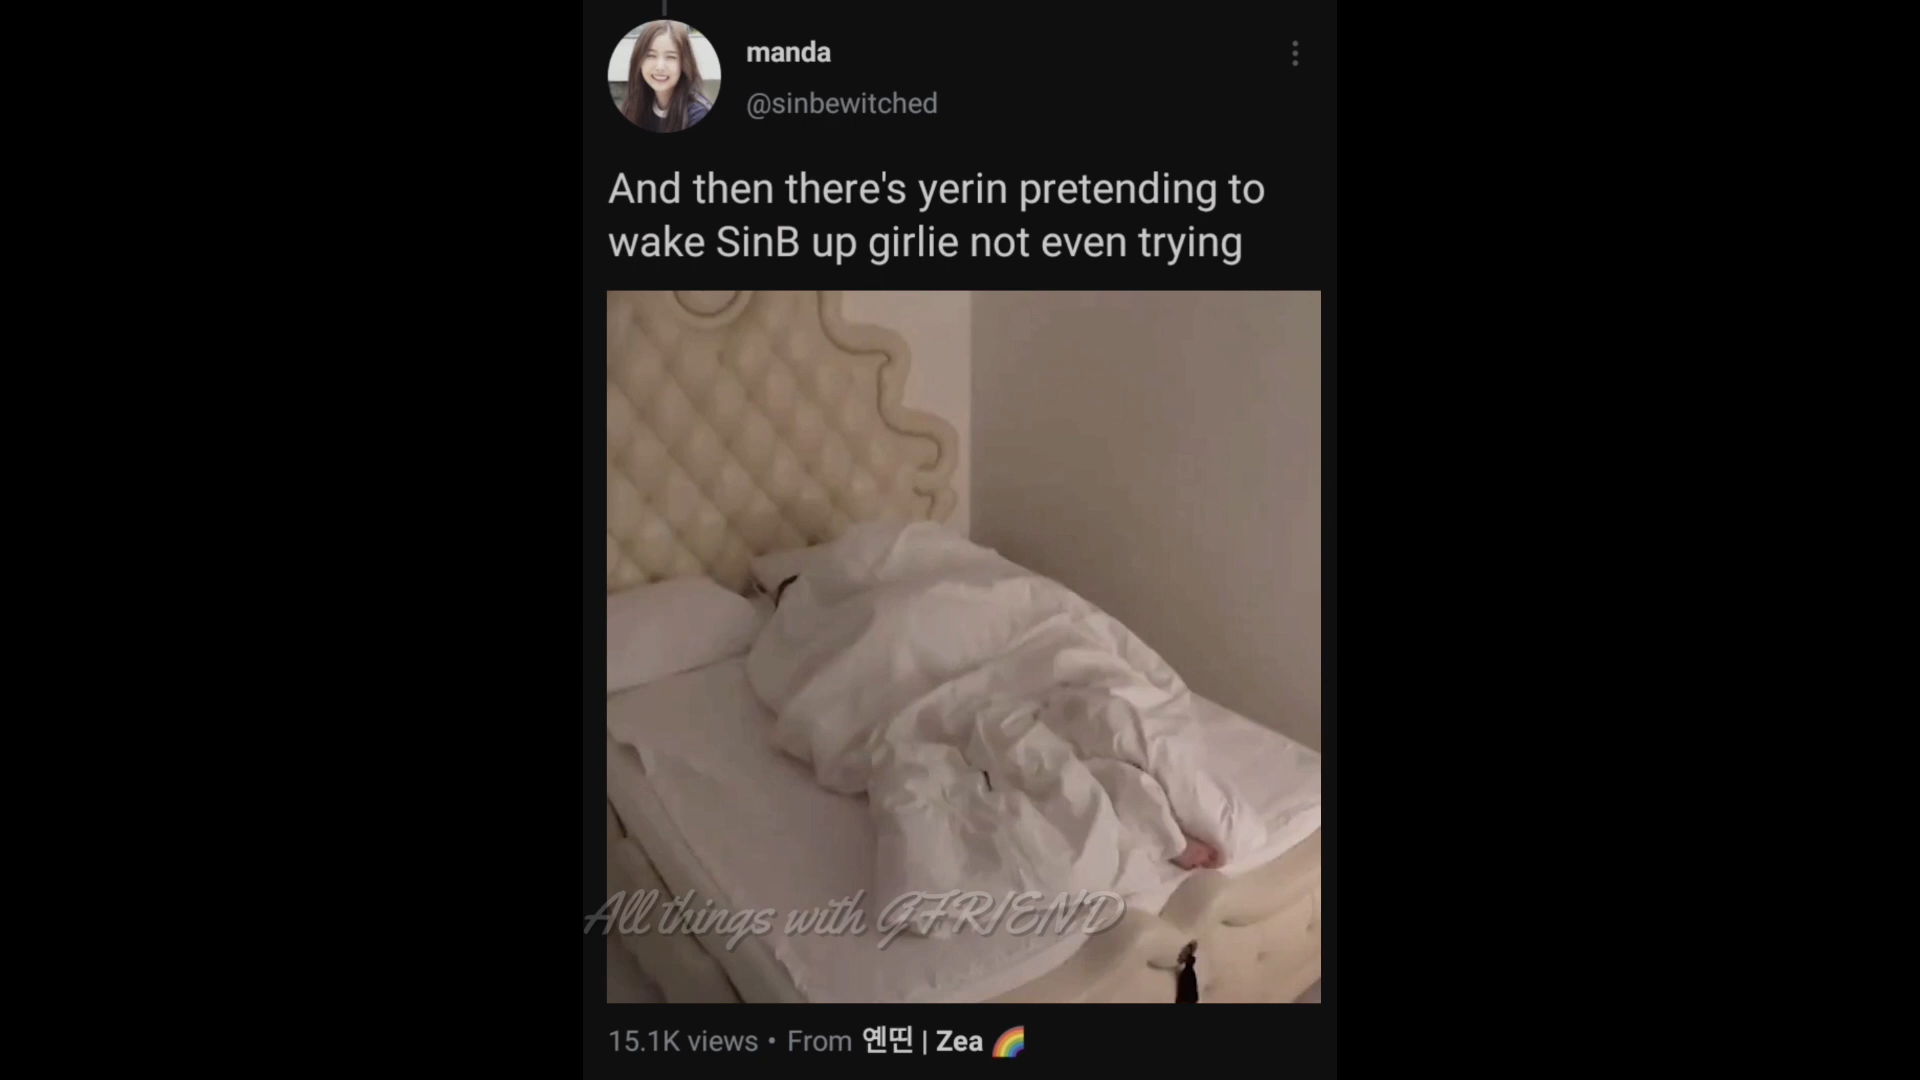 manda
@sinbewitched
And then there's yerin pretending to
wake SinB up girlie not even trying
All things with GFRIEND
15.1K views • From 옌띤 | Zea 🌈